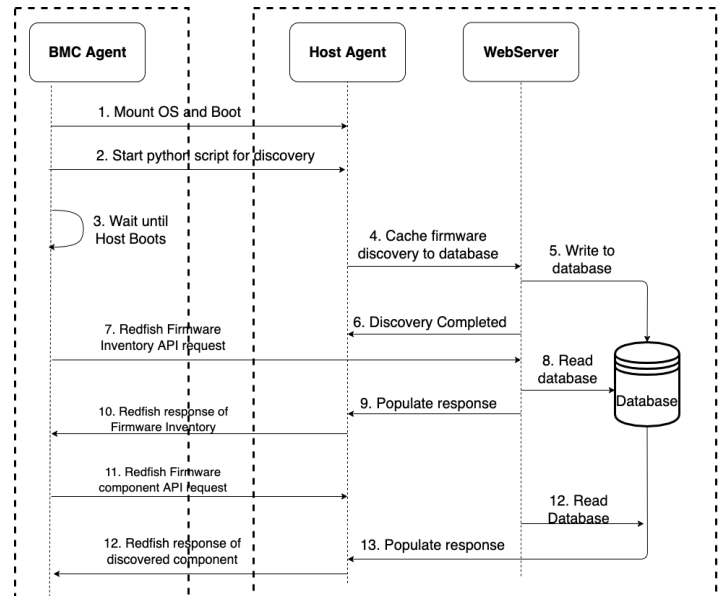 BMC Agent
Host Agent
WebServer
1. Mount OS and Boot
2. Start python script for discovery
3. Wait until
Host Boots
4. Cache firmware
discovery to database
5. Write to
database
6. Discovery Completed
7. Redfish Firmware
Inventory API request
8. Read
database
Database
9. Populate response
10. Redfish response of
Firmware Inventory
11. Redfish Firmware
component API request
12. Read
Database
12. Redfish response of
discovered component
13. Populate response